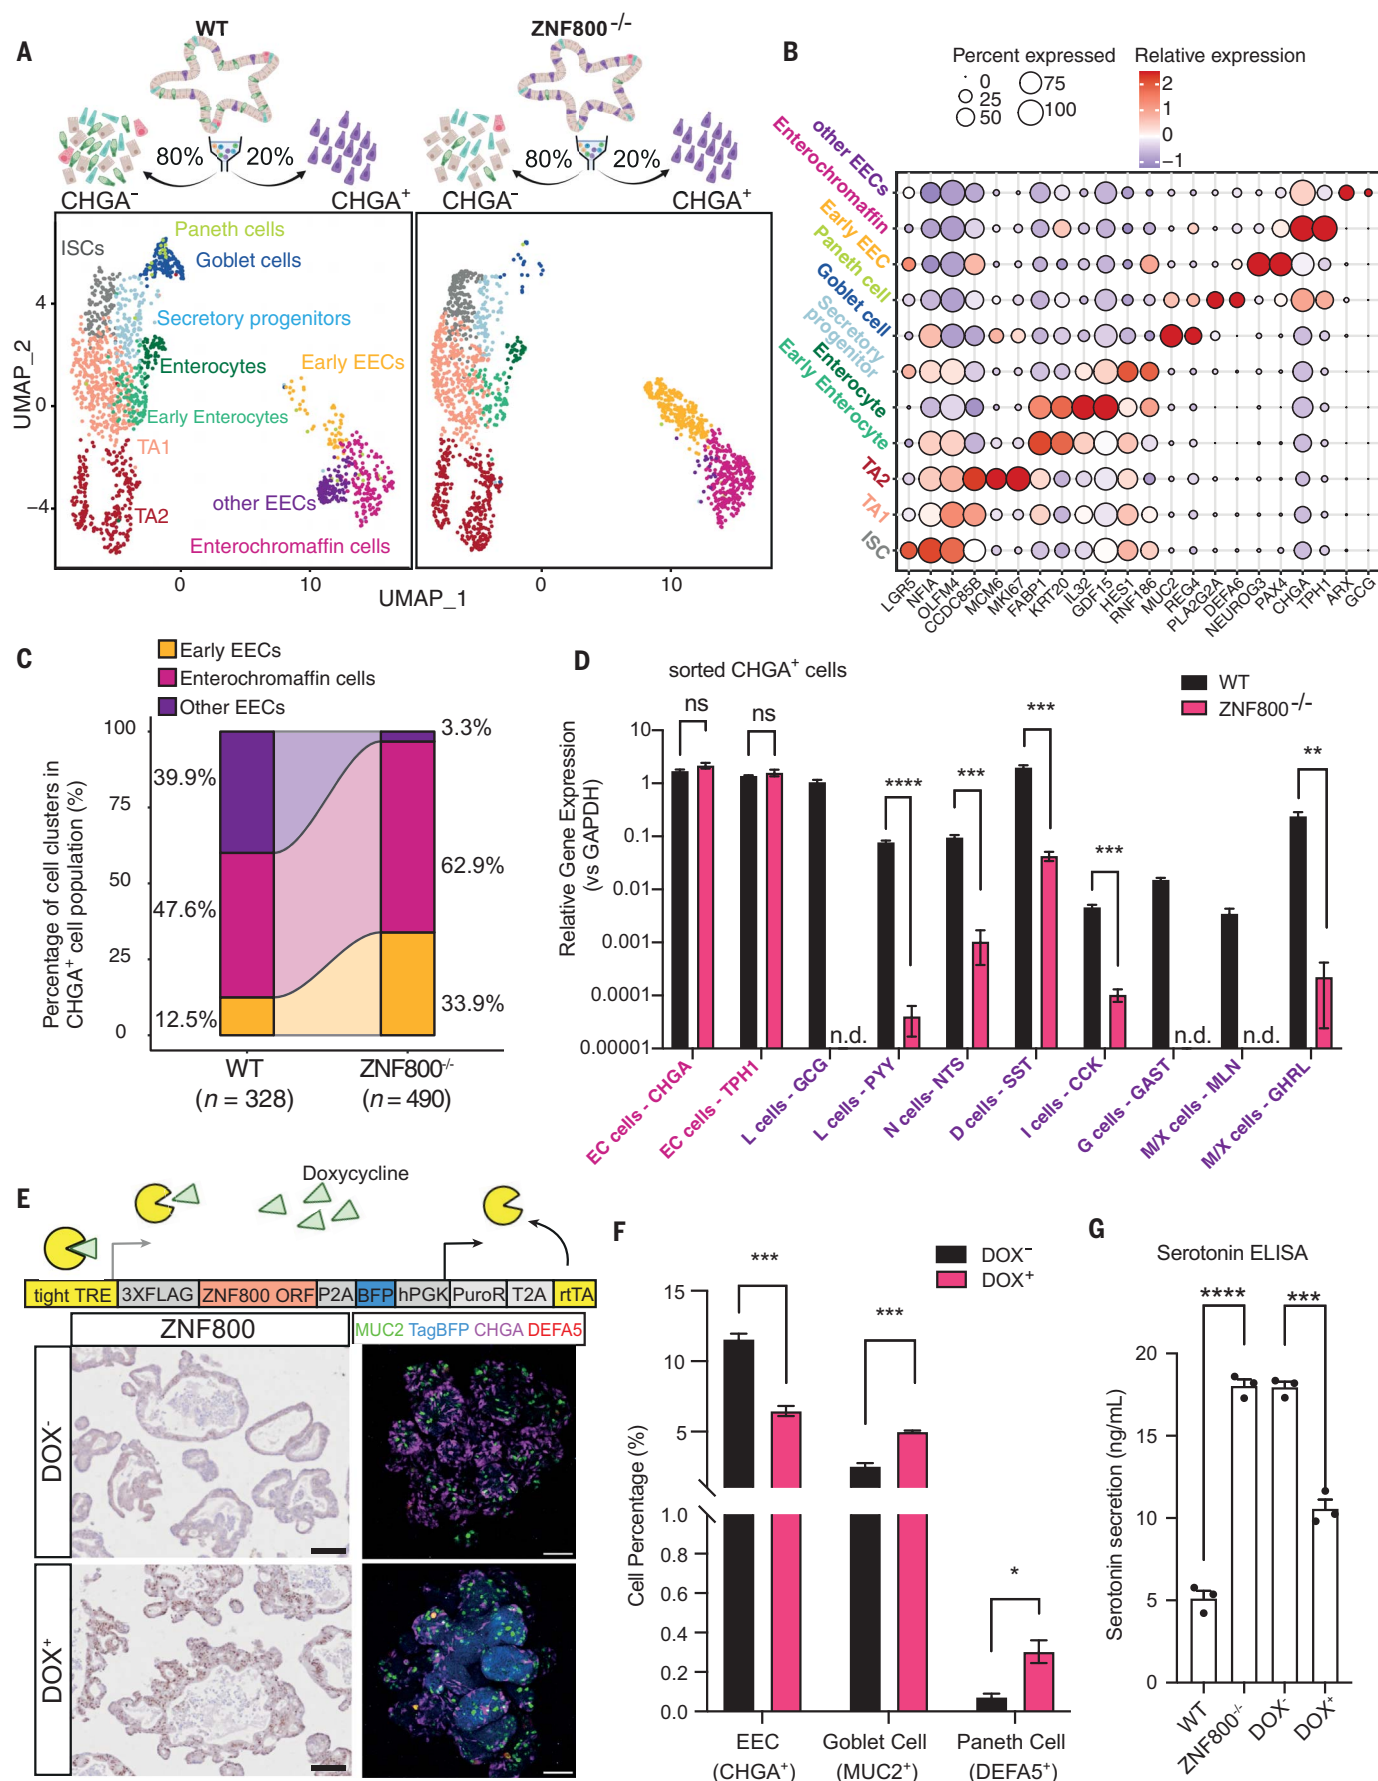 A
WT
ZNF800-/-
80% 20%
80% 20%
CHGA- CHGA+
CHGA- CHGA+
ISCs
Paneth cells
Goblet cells
Secretory progenitors
Enterocytes
Early EECs
Early Enterocytes
TA1
other EECs
TA2
Enterochromaffin cells
4
0
−4
UMAP_2
0 10 0 10
UMAP_1
B
Percent expressed
0
25
50
75
100
Relative expression
2
1
0
−1
other EECs
Enterochromaffin
Early EEC
Paneth cell
Goblet cell
Secretory
progenitor
Enterocyte
Early Enterocyte
TA2
TA1
ISC
LGR5 NFIA OLFM4 CCDC85B MCM6 MKI67 FABP1 KRT20 IL32 GDF15 HES1 RNF186 MUC2 REG4 PLA2G2A DEFA6 NEUROG3 PAX4 CHGA TPH1 ARX GCG
C
Early EECs
Enterochromaffin cells
Other EECs
Percentage of cell clusters in
CHGA+ cell population (%)
100
75
50
25
0
39.9%
47.6%
12.5%
3.3%
62.9%
33.9%
WT ZNF800-/-
(n = 328) (n = 490)
D
sorted CHGA+ cells
WT
ZNF800-/-
Relative Gene Expression
(vs GAPDH)
10
1
0.1
0.01
0.001
0.0001
0.00001
ns ns **** *** *** *** **
n.d. n.d. n.d.
EC cells - CHGA
EC cells - TPH1
L cells - GCG
L cells - PYY
N cells- NTS
D cells - SST
I cells - CCK
G cells - GAST
M/X cells - MLN
M/X cells - GHRL
E
Doxycycline
tight TRE 3XFLAG ZNF800 ORF P2A BFP hPGK PuroR T2A rtTA
ZNF800
MUC2 TagBFP CHGA DEFA5
DOX-
DOX+
F
DOX-
DOX+
Cell Percentage (%)
15
10
5
1.0
0.8
0.6
0.4
0.2
0.0
*** *** *
EEC Goblet Cell Paneth Cell
(CHGA+) (MUC2+) (DEFA5+)
G
Serotonin ELISA
**** ***
Serotonin secretion (ng/mL)
20
15
10
5
0
WT ZNF800-/- DOX- DOX+